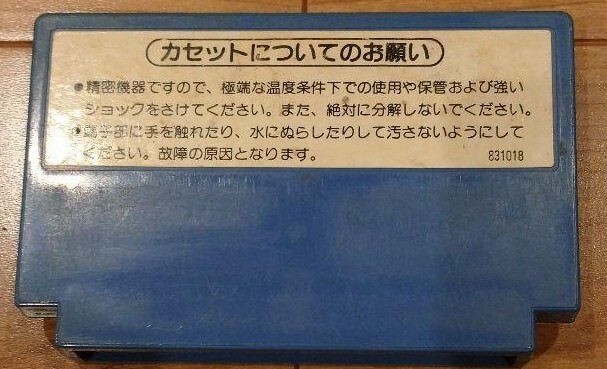 カセットについてのお願い
●精密機器ですので、極端な温度条件下での使用や保管および強い
ショックをさけてください。また、絶対に分解しないでください。
●端子部に手を触れたり、水にぬらしたりして汚さないようにして
ください。故障の原因となります。
831018